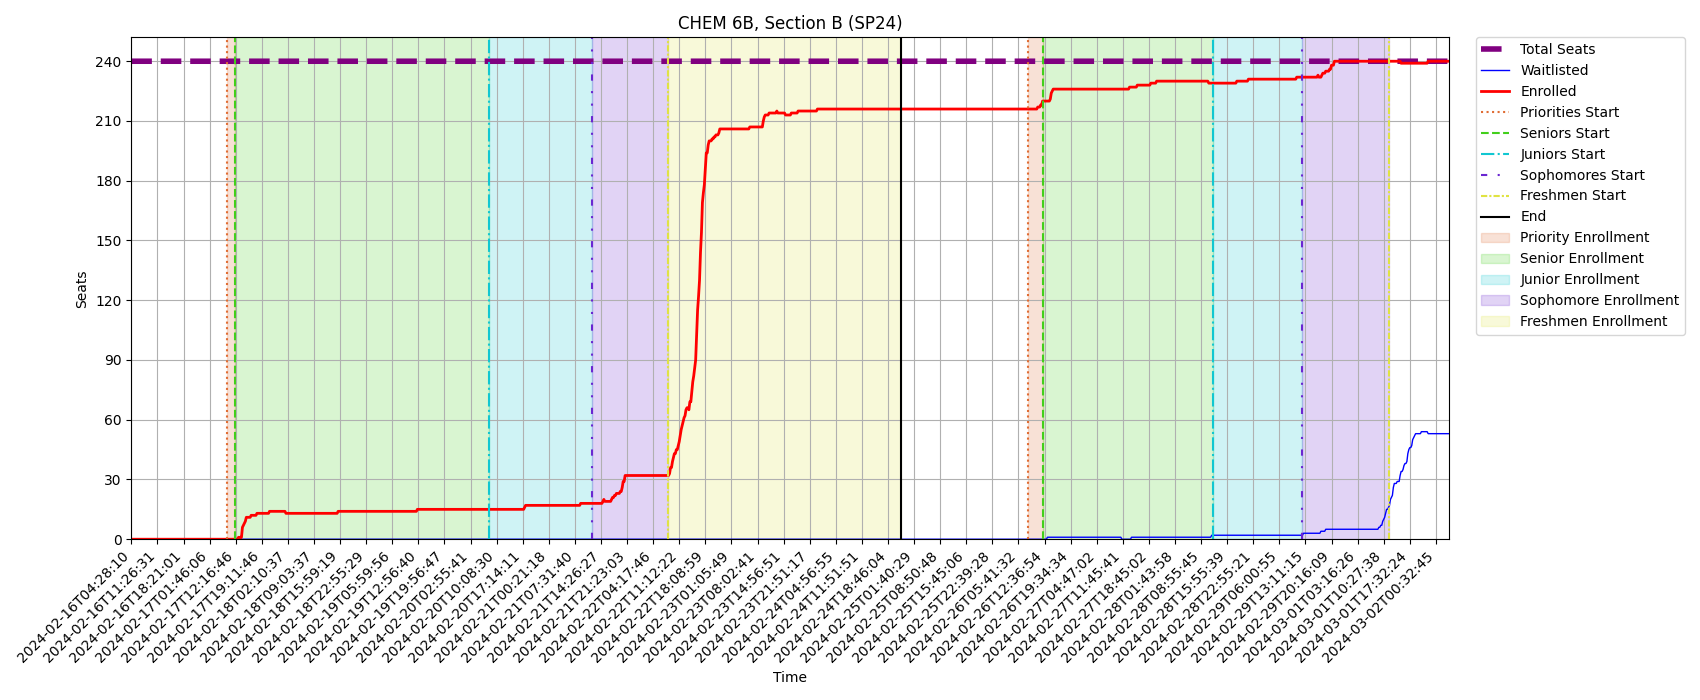 CHEM 6B, Section B (SP24)
Seats
240
210
180
150
120
90
60
30
0
2024-02-16T04:28:10
2024-02-16T11:26:31
2024-02-16T18:21:01
2024-02-17T01:46:06
2024-02-17T12:16:46
2024-02-17T19:11:46
2024-02-18T02:10:37
2024-02-18T09:03:37
2024-02-18T15:59:19
2024-02-18T22:55:29
2024-02-19T05:59:56
2024-02-19T12:56:40
2024-02-19T19:56:47
2024-02-20T02:55:41
2024-02-20T10:08:30
2024-02-20T17:14:11
2024-02-21T00:21:18
2024-02-21T07:31:40
2024-02-21T14:26:27
2024-02-21T21:23:03
2024-02-22T04:17:46
2024-02-22T11:12:22
2024-02-22T18:08:59
2024-02-23T01:05:49
2024-02-23T08:02:41
2024-02-23T14:56:51
2024-02-23T21:51:17
2024-02-24T04:56:55
2024-02-24T11:51:51
2024-02-24T18:46:04
2024-02-25T01:40:29
2024-02-25T08:50:48
2024-02-25T15:45:06
2024-02-25T22:39:28
2024-02-26T05:41:32
2024-02-26T12:36:54
2024-02-26T19:34:34
2024-02-27T04:47:02
2024-02-27T11:45:41
2024-02-27T18:45:02
2024-02-28T01:43:58
2024-02-28T08:55:45
2024-02-28T15:55:39
2024-02-28T22:55:21
2024-02-29T06:00:55
2024-02-29T13:11:15
2024-02-29T20:16:09
2024-03-01T03:16:26
2024-03-01T10:27:38
2024-03-01T17:32:24
2024-03-02T00:32:45
Time
Total Seats
Waitlisted
Enrolled
Priorities Start
Seniors Start
Juniors Start
Sophomores Start
Freshmen Start
End
Priority Enrollment
Senior Enrollment
Junior Enrollment
Sophomore Enrollment
Freshmen Enrollment